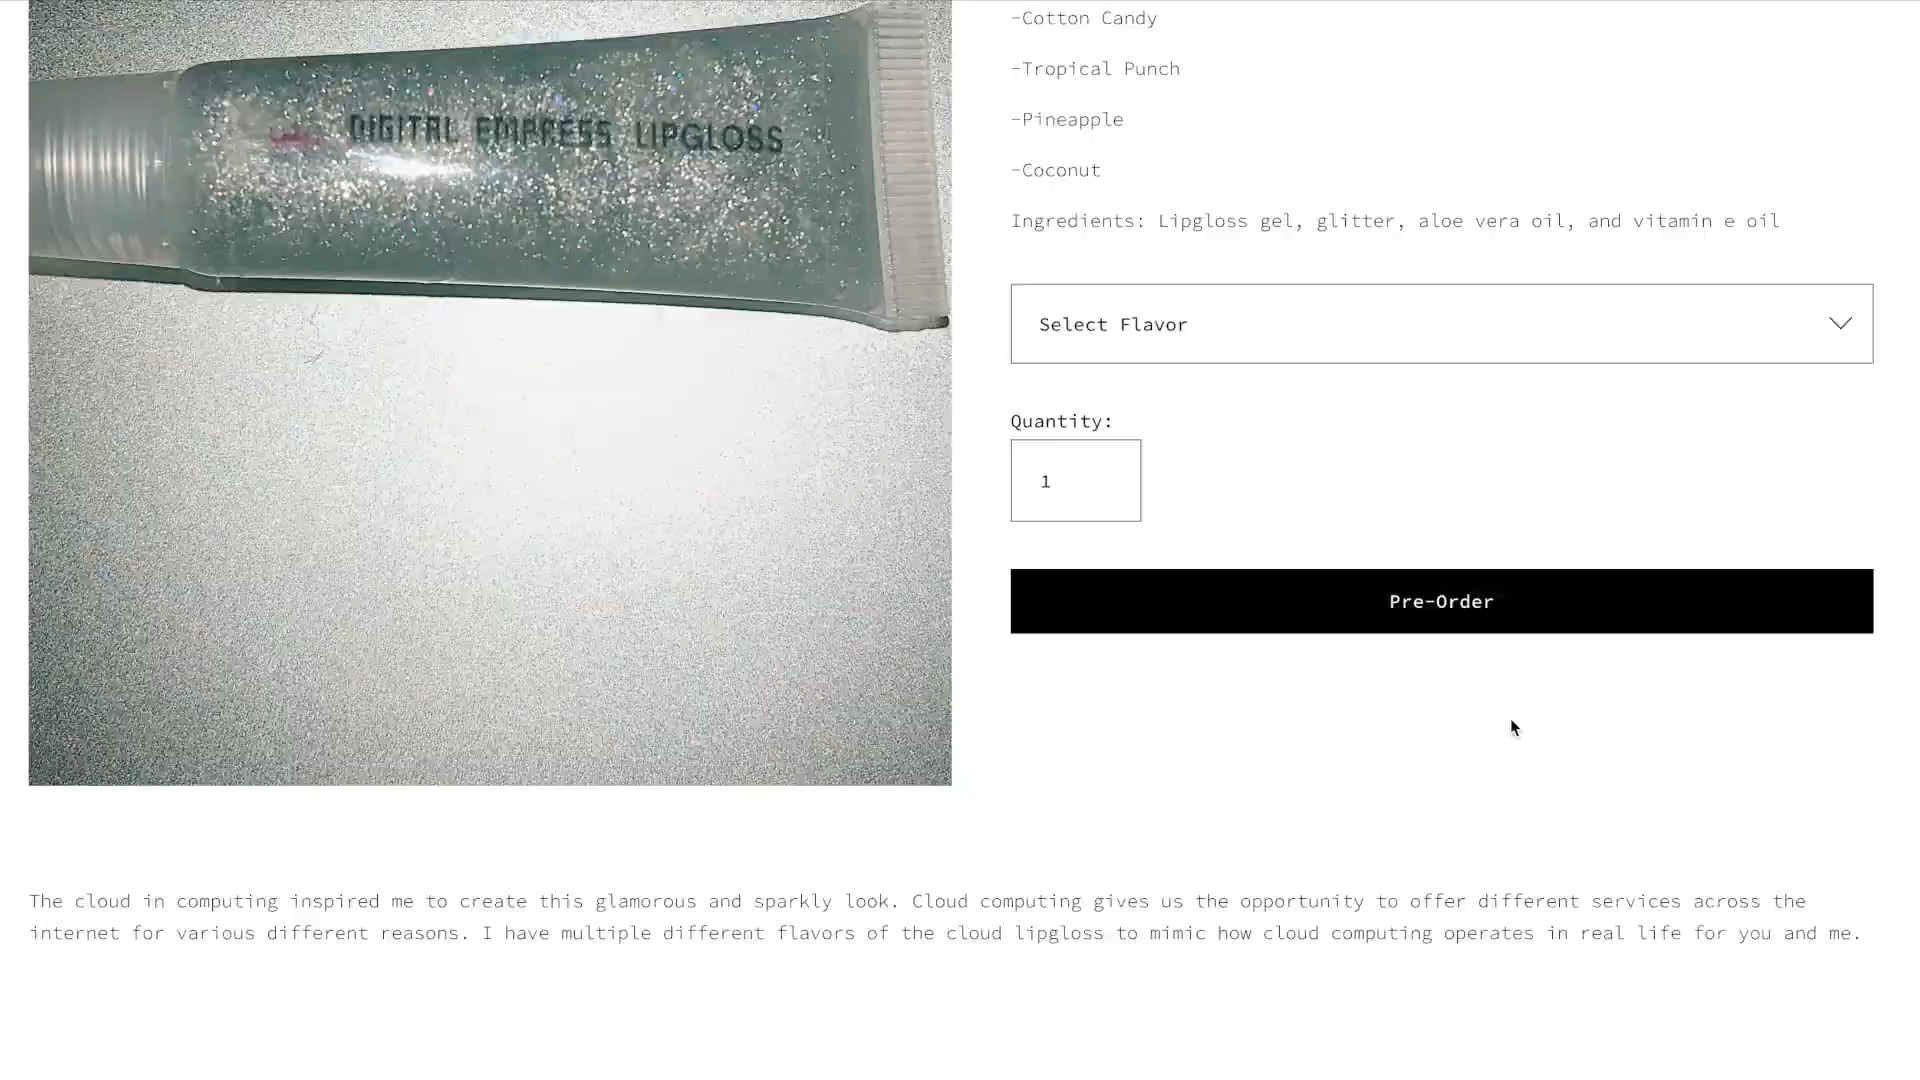 DIGITAL EMPRESS LIPGLOSS
-Cotton Candy
-Tropical Punch
-Pineapple
-Coconut
Ingredients: Lipgloss gel, glitter, aloe vera oil, and vitamin e oil
Select Flavor
Quantity:
1
Pre-Order
The cloud in computing inspired me to create this glamorous and sparkly look. Cloud computing gives us the opportunity to offer different services across the
internet for various different reasons. I have multiple different flavors of the cloud lipgloss to mimic how cloud computing operates in real life for you and me.